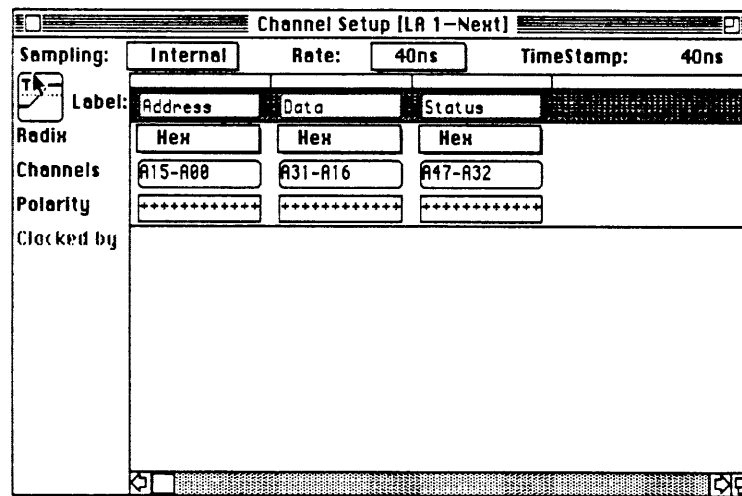 Channel Setup [LA 1-Next]
Sampling: Internal Rate: 40ns TimeStamp: 40ns
T
Label: Address Data Status
Radix Hex Hex Hex
Channels A15-A00 A31-A16 A47-A32
Polarity ++++++++++++ ++++++++++++ ++++++++++++
Clocked by